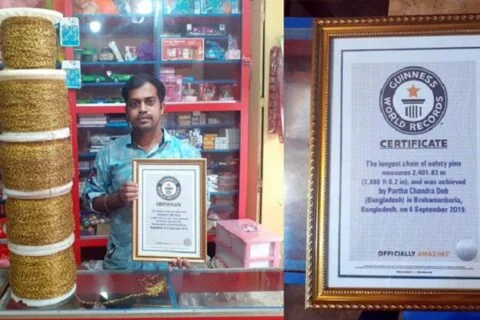 GUINNESS
WORLD RECORDS
CERTIFICATE
The longest chain of safety pins
measures 2,401.83 m
(7,880 ft 0.2 in), and was achieved
by Partha Chandra Deb
(Bangladesh) in Brahamanbaria,
Bangladesh, on 6 September 2019.
OFFICIALLY AMAZING
CERTIFICATE